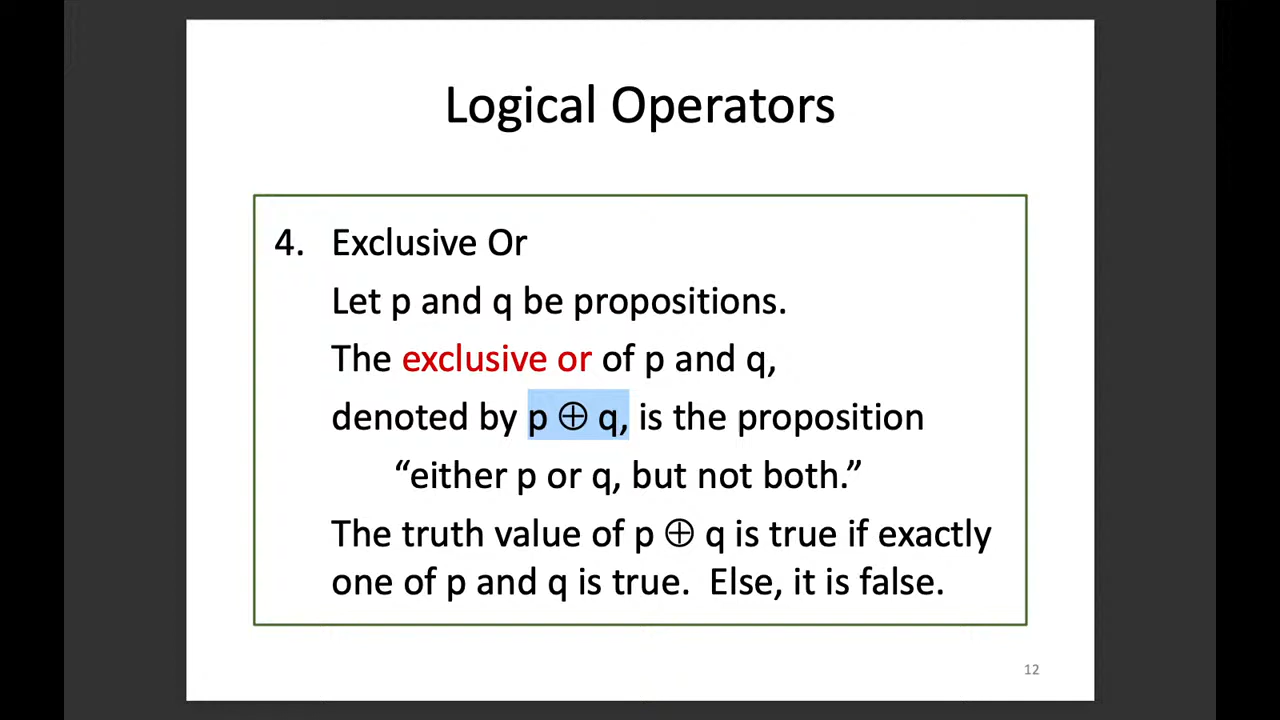 Logical Operators
4. Exclusive Or
Let p and q be propositions.
The exclusive or of p and q,
denoted by p ⊕ q, is the proposition
“either p or q, but not both.”
The truth value of p ⊕ q is true if exactly
one of p and q is true. Else, it is false.
12